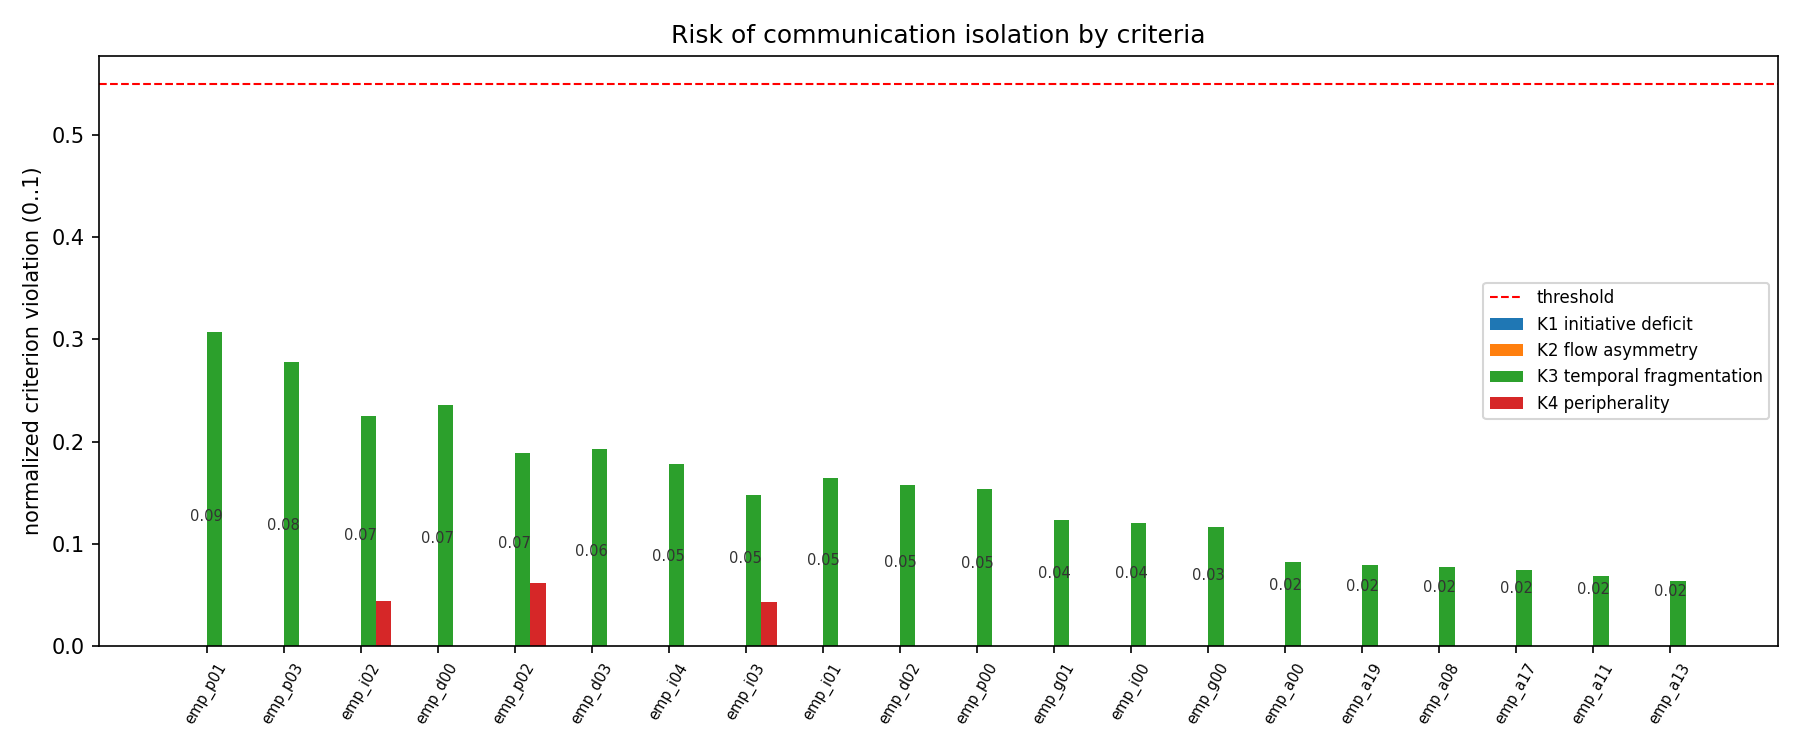 Risk of communication isolation by criteria
normalized criterion violation (0..1)
0.5
0.4
0.3
0.2
0.1
0.0
threshold
K1 initiative deficit
K2 flow asymmetry
K3 temporal fragmentation
K4 peripherality
0.09
0.08
0.07
0.07
0.07
0.06
0.05
0.05
0.05
0.05
0.05
0.04
0.04
0.03
0.02
0.02
0.02
0.02
0.02
0.02
emp_p01
emp_p03
emp_i02
emp_d00
emp_p02
emp_d03
emp_i04
emp_i03
emp_i01
emp_d02
emp_p00
emp_g01
emp_i00
emp_g00
emp_a00
emp_a19
emp_a08
emp_a17
emp_a11
emp_a13